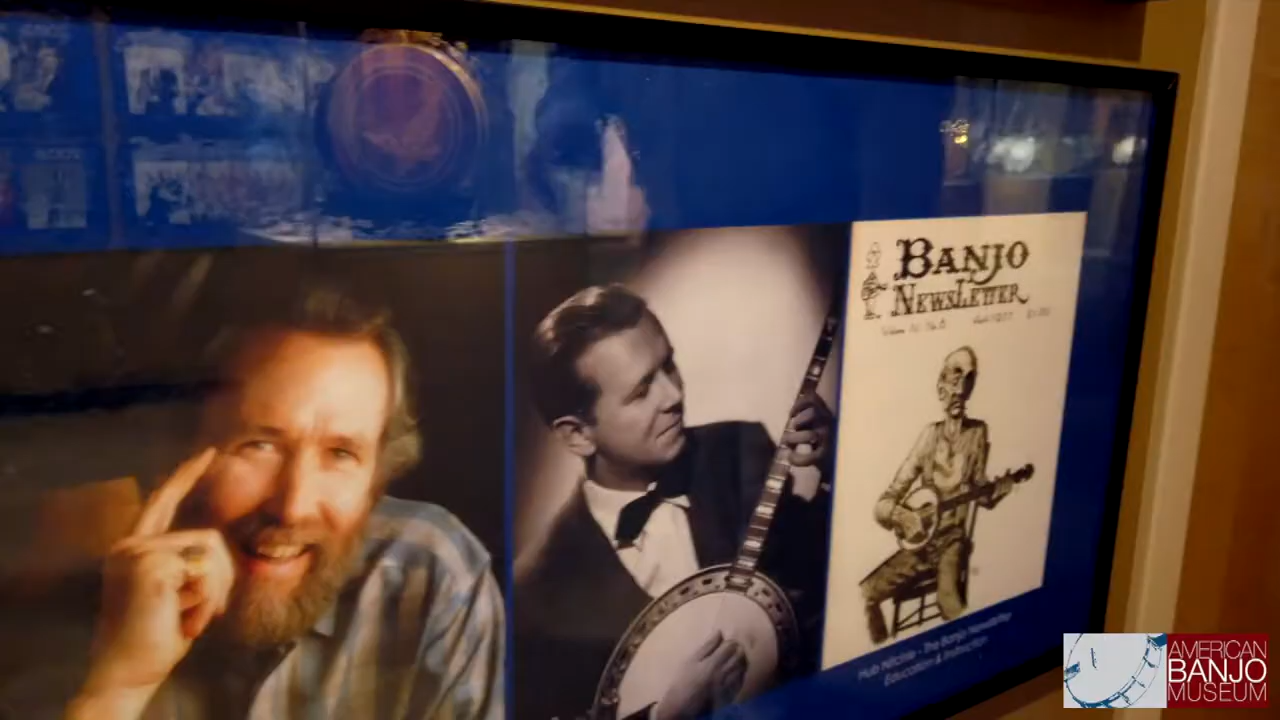 BANJO
NEWSLETTER
Hub Nitchie - The Banjo Newsletter
Education & Instruction
AMERICAN
BANJO
MUSEUM